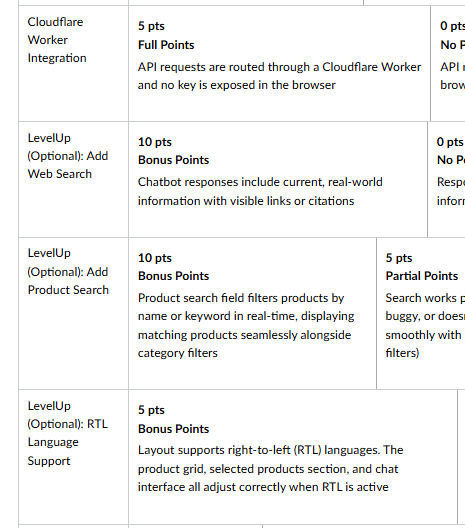 Cloudflare
Worker
Integration
5 pts
Full Points
API requests are routed through a Cloudflare Worker
and no key is exposed in the browser
0 pts
No P
API r
brow
LevelUp
(Optional): Add
Web Search
10 pts
Bonus Points
Chatbot responses include current, real-world
information with visible links or citations
0 pts
No P
Respo
infor
LevelUp
(Optional): Add
Product Search
10 pts
Bonus Points
Product search field filters products by
name or keyword in real-time, displaying
matching products seamlessly alongside
category filters
5 pts
Partial Points
Search works p
buggy, or does
smoothly with
filters)
LevelUp
(Optional): RTL
Language
Support
5 pts
Bonus Points
Layout supports right-to-left (RTL) languages. The
product grid, selected products section, and chat
interface all adjust correctly when RTL is active